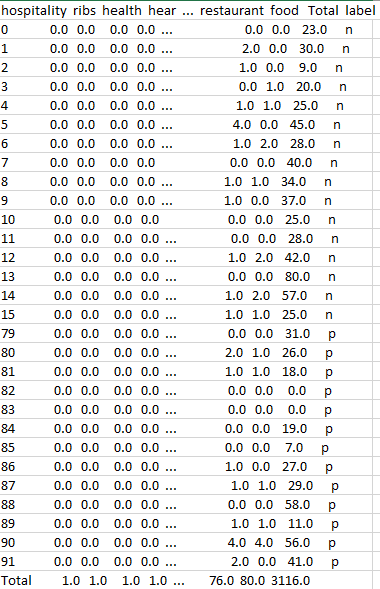 hospitality ribs health hear ... restaurant food Total label
0 0.0 0.0 0.0 0.0 ... 0.0 0.0 23.0 n
1 0.0 0.0 0.0 0.0 ... 2.0 0.0 30.0 n
2 0.0 0.0 0.0 0.0 ... 1.0 0.0 9.0 n
3 0.0 0.0 0.0 0.0 ... 0.0 1.0 20.0 n
4 0.0 0.0 0.0 0.0 ... 1.0 1.0 25.0 n
5 0.0 0.0 0.0 0.0 ... 4.0 0.0 45.0 n
6 0.0 0.0 0.0 0.0 ... 1.0 2.0 28.0 n
7 0.0 0.0 0.0 0.0 0.0 0.0 40.0 n
8 0.0 0.0 0.0 0.0 ... 1.0 1.0 34.0 n
9 0.0 0.0 0.0 0.0 ... 1.0 0.0 37.0 n
10 0.0 0.0 0.0 0.0 0.0 0.0 25.0 n
11 0.0 0.0 0.0 0.0 ... 0.0 0.0 28.0 n
12 0.0 0.0 0.0 0.0 ... 1.0 2.0 42.0 n
13 0.0 0.0 0.0 0.0 ... 0.0 0.0 80.0 n
14 0.0 0.0 0.0 0.0 ... 1.0 2.0 57.0 n
15 0.0 0.0 0.0 0.0 ... 1.0 1.0 25.0 n
79 0.0 0.0 0.0 0.0 ... 0.0 0.0 31.0 p
80 0.0 0.0 0.0 0.0 ... 2.0 1.0 26.0 p
81 0.0 0.0 0.0 0.0 ... 1.0 1.0 18.0 p
82 0.0 0.0 0.0 0.0 ... 0.0 0.0 0.0 p
83 0.0 0.0 0.0 0.0 ... 0.0 0.0 0.0 p
84 0.0 0.0 0.0 0.0 ... 0.0 0.0 19.0 p
85 0.0 0.0 0.0 0.0 ... 0.0 0.0 7.0 p
86 0.0 0.0 0.0 0.0 ... 1.0 0.0 27.0 p
87 0.0 0.0 0.0 0.0 ... 1.0 1.0 29.0 p
88 0.0 0.0 0.0 0.0 ... 0.0 0.0 58.0 p
89 0.0 0.0 0.0 0.0 ... 1.0 1.0 11.0 p
90 0.0 0.0 0.0 0.0 ... 4.0 4.0 56.0 p
91 0.0 0.0 0.0 0.0 ... 2.0 0.0 41.0 p
Total 1.0 1.0 1.0 1.0 ... 76.0 80.0 3116.0